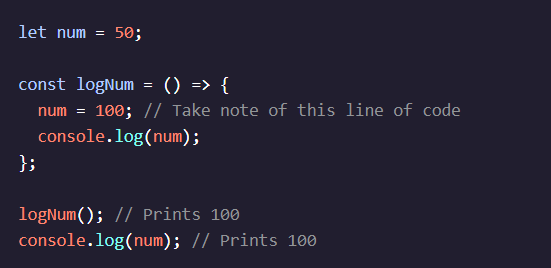 let num = 50;

const logNum = () => {
  num = 100; // Take note of this line of code
  console.log(num);
};

logNum(); // Prints 100
console.log(num); // Prints 100